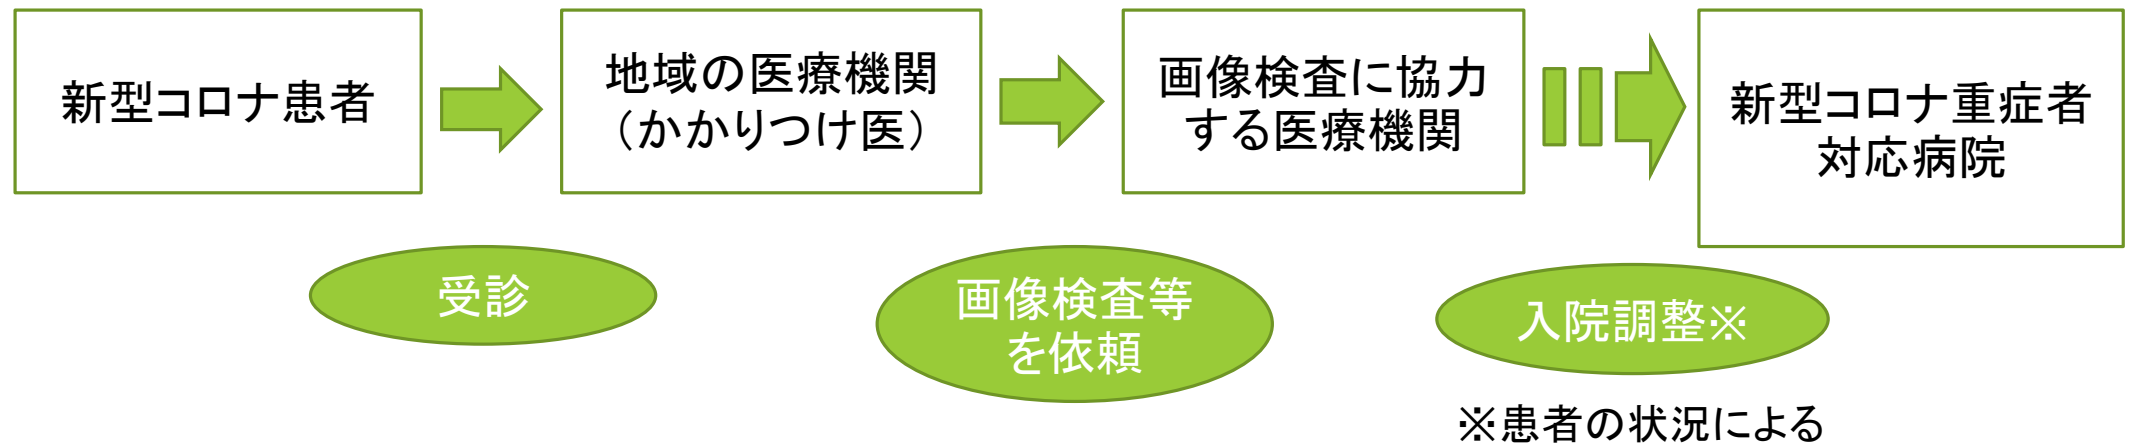 新型コロナ患者
地域の医療機関
（かかりつけ医）
画像検査に協力
する医療機関
新型コロナ重症者
対応病院
受診
画像検査等
を依頼
入院調整※
※患者の状況による